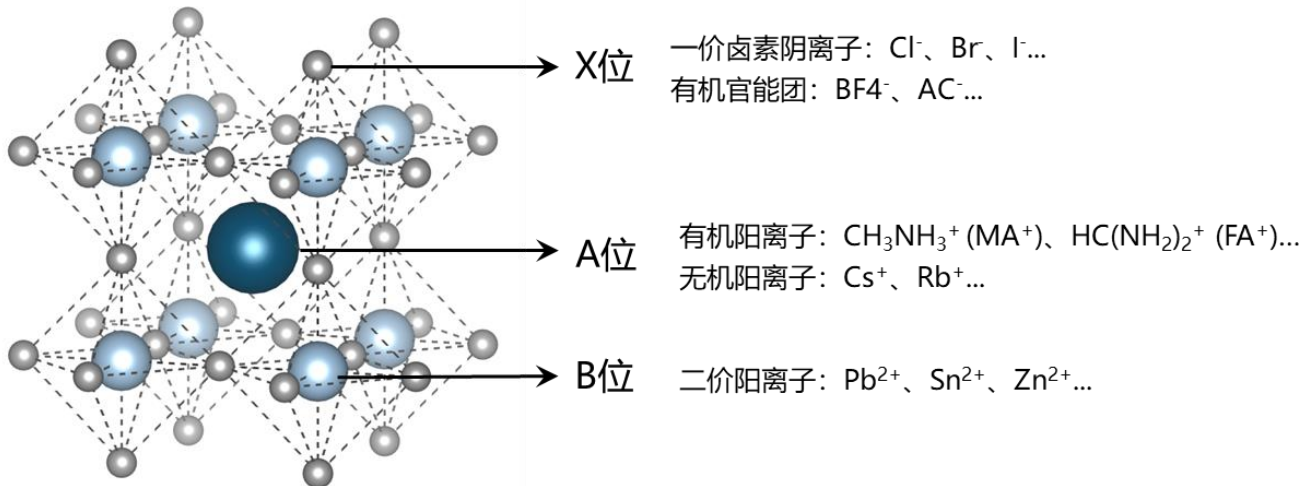 X位
一价卤素阴离子：Cl⁻、Br⁻、I⁻...
有机官能团：BF4⁻、AC⁻...
A位
有机阳离子：CH₃NH₃⁺ (MA⁺)、HC(NH₂)₂⁺ (FA⁺)...
无机阳离子：Cs⁺、Rb⁺...
B位
二价阳离子：Pb²⁺、Sn²⁺、Zn²⁺...